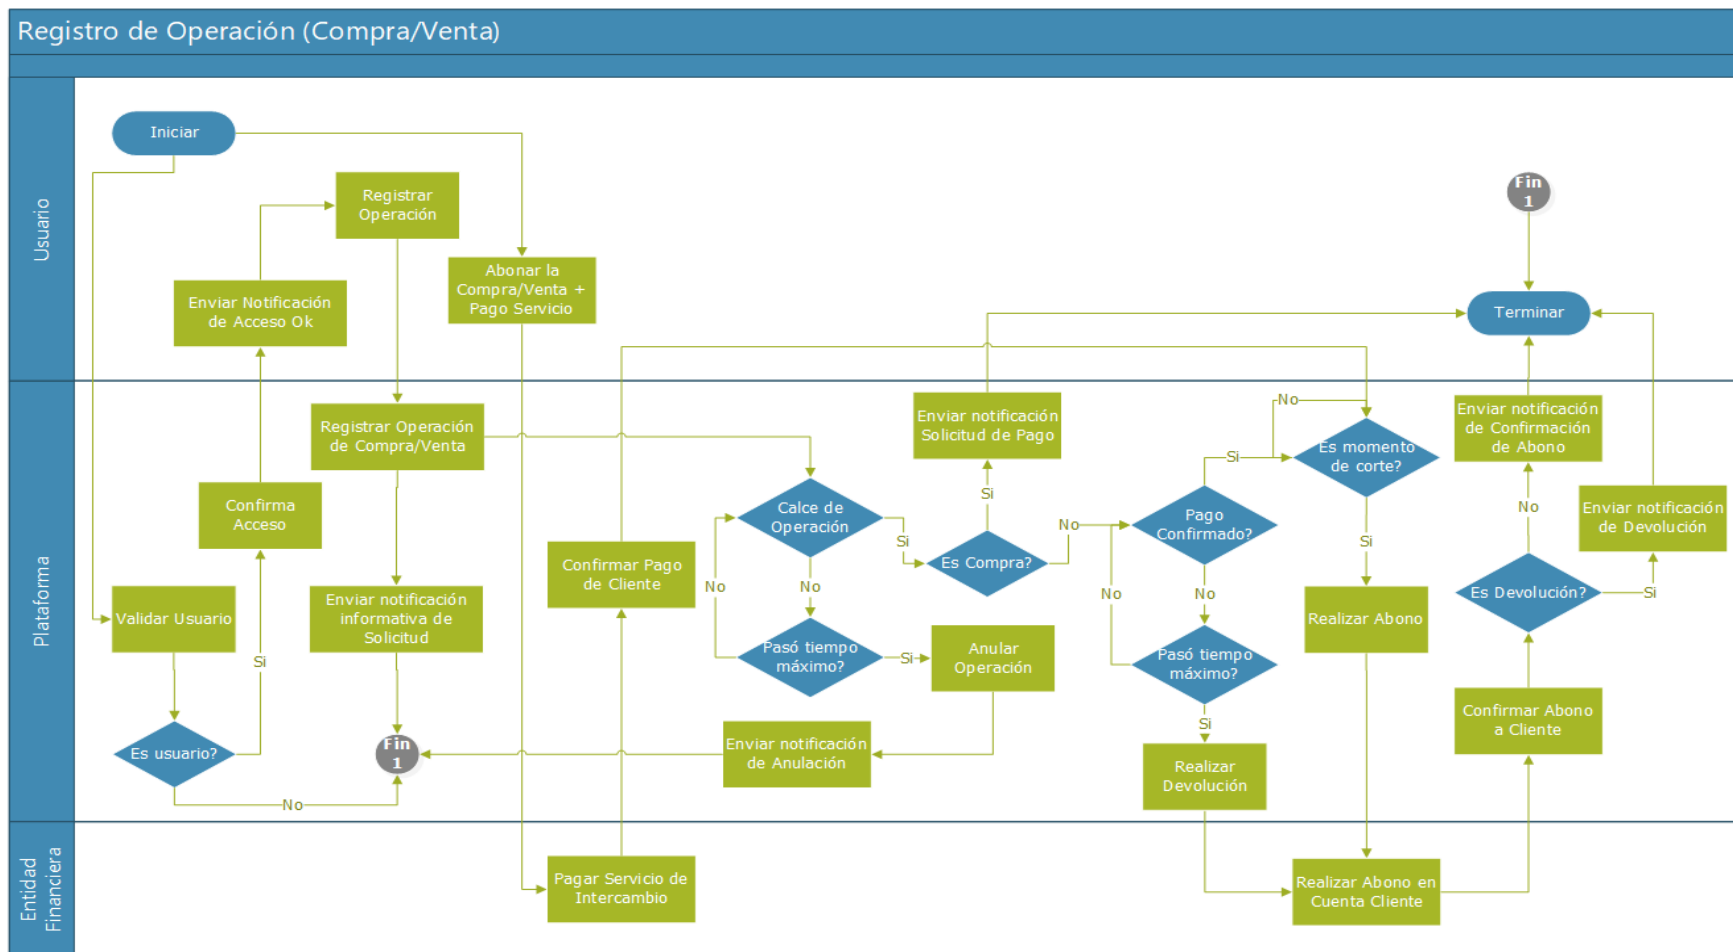 Registro de Operación (Compra/Venta)
Usuario
Iniciar
Registrar
Operación
Enviar Notificación
de Acceso Ok
Abonar la
Compra/Venta +
Pago Servicio
Fin
1
Terminar
Plataforma
Registrar Operación
de Compra/Venta
Confirma
Acceso
Si
Validar Usuario
Es usuario?
No
Enviar notificación
informativa de
Solicitud
Fin
1
Confirmar Pago
de Cliente
Calce de
Operación
Si
No
No
Pasó tiempo
máximo?
Si
Anular
Operación
Enviar notificación
de Anulación
Enviar notificación
Solicitud de Pago
Si
Es Compra?
No
Pago
Confirmado?
Si
No
No
Pasó tiempo
máximo?
Si
Realizar
Devolución
No
Es momento
de corte?
Si
Realizar Abono
Enviar notificación
de Confirmación
de Abono
No
Es Devolución?
Si
Enviar notificación
de Devolución
Confirmar Abono
a Cliente
Entidad
Financiera
Pagar Servicio de
Intercambio
Realizar Abono en
Cuenta Cliente